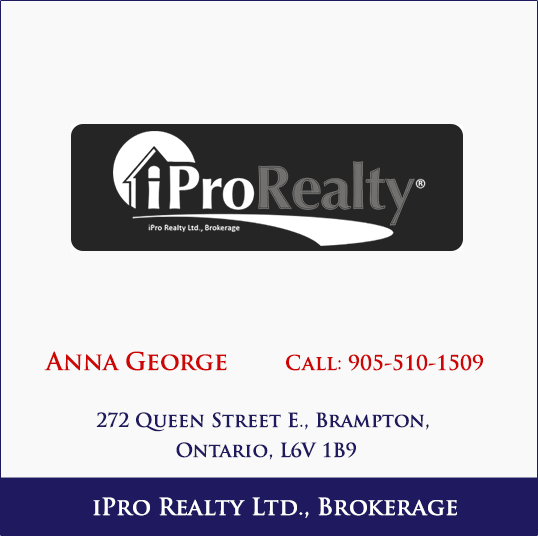 iProRealty®
iPro Realty Ltd., Brokerage
Anna George Call: 905-510-1509
272 Queen Street E., Brampton,
Ontario, L6V 1B9
iPro Realty Ltd., Brokerage